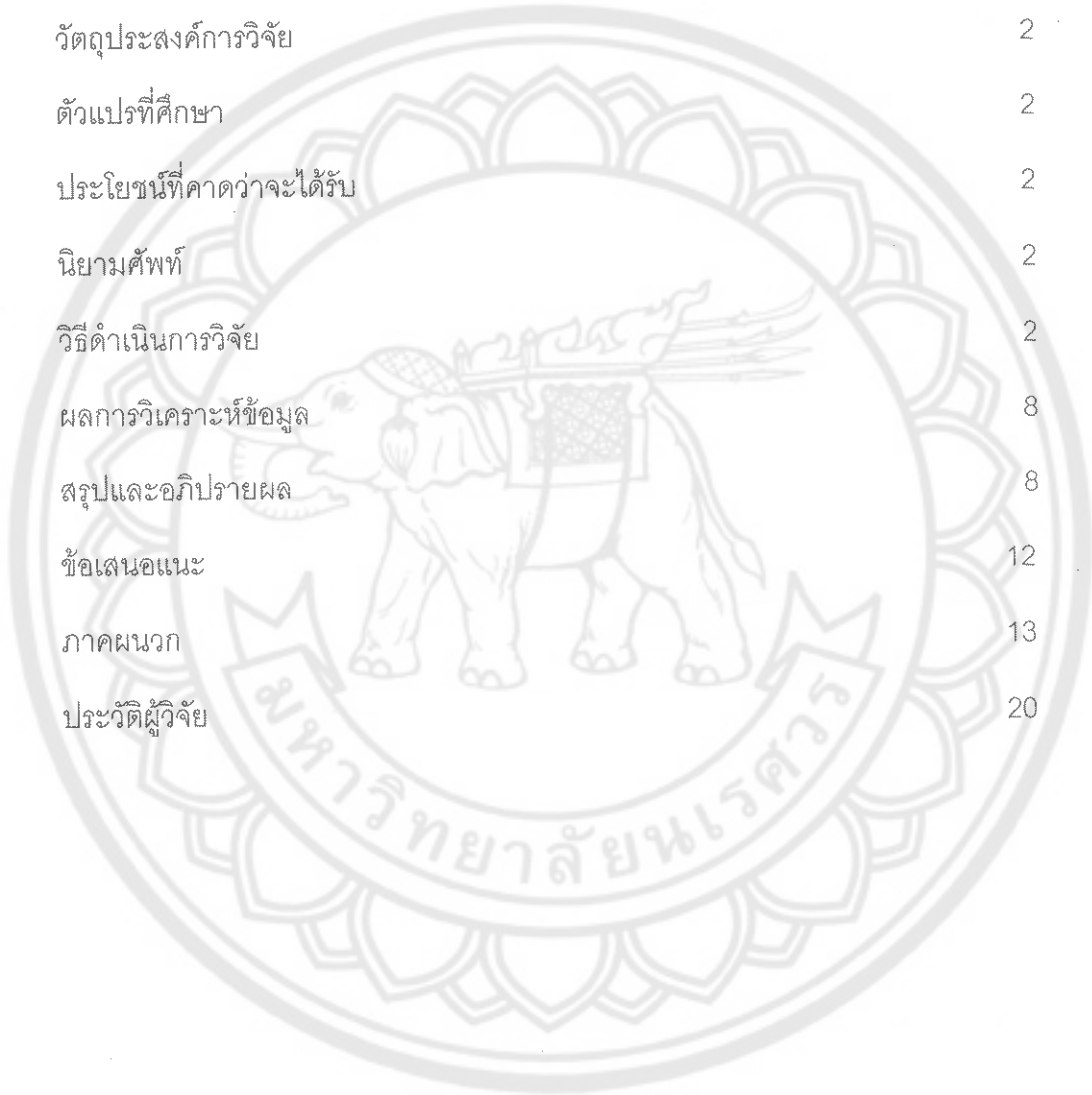 วัตถุประสงค์การวิจัย 2
ตัวแปรที่ศึกษา 2
ประโยชน์ที่คาดว่าจะได้รับ 2
นิยามศัพท์ 2
วิธีดำเนินการวิจัย 2
ผลการวิเคราะห์ข้อมูล 8
สรุปและอภิปรายผล 8
ข้อเสนอแนะ 12
ภาคผนวก 13
ประวัติผู้วิจัย 20
มหาวิทยาลัยนเรศวร